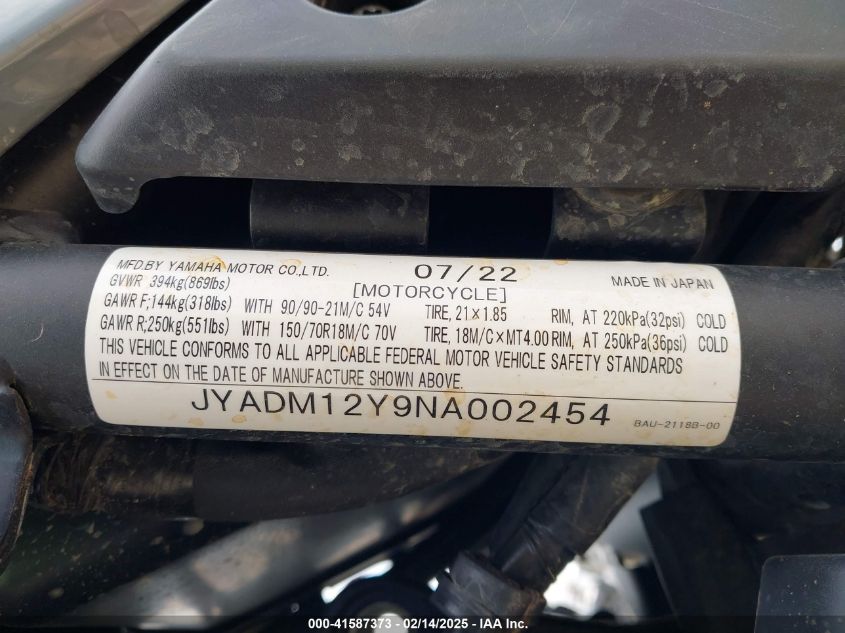 MFD.BY YAMAHA MOTOR CO.,LTD. 07/22 MADE IN JAPAN
GVWR 394kg(869lbs) [MOTORCYCLE]
GAWR F;144kg(318lbs) WITH 90/90-21M/C 54V TIRE, 21×1.85 RIM, AT 220kPa(32psi) COLD
GAWR R;250kg(551lbs) WITH 150/70R18M/C 70V TIRE, 18M/C×MT4.00 RIM, AT 250kPa(36psi) COLD
THIS VEHICLE CONFORMS TO ALL APPLICABLE FEDERAL MOTOR VEHICLE SAFETY STANDARDS
IN EFFECT ON THE DATE OF MANUFACTURE SHOWN ABOVE.
JYADM12Y9NA002454 BAU-2118B-00
000-41587373 - 02/14/2025 - IAAI Inc.